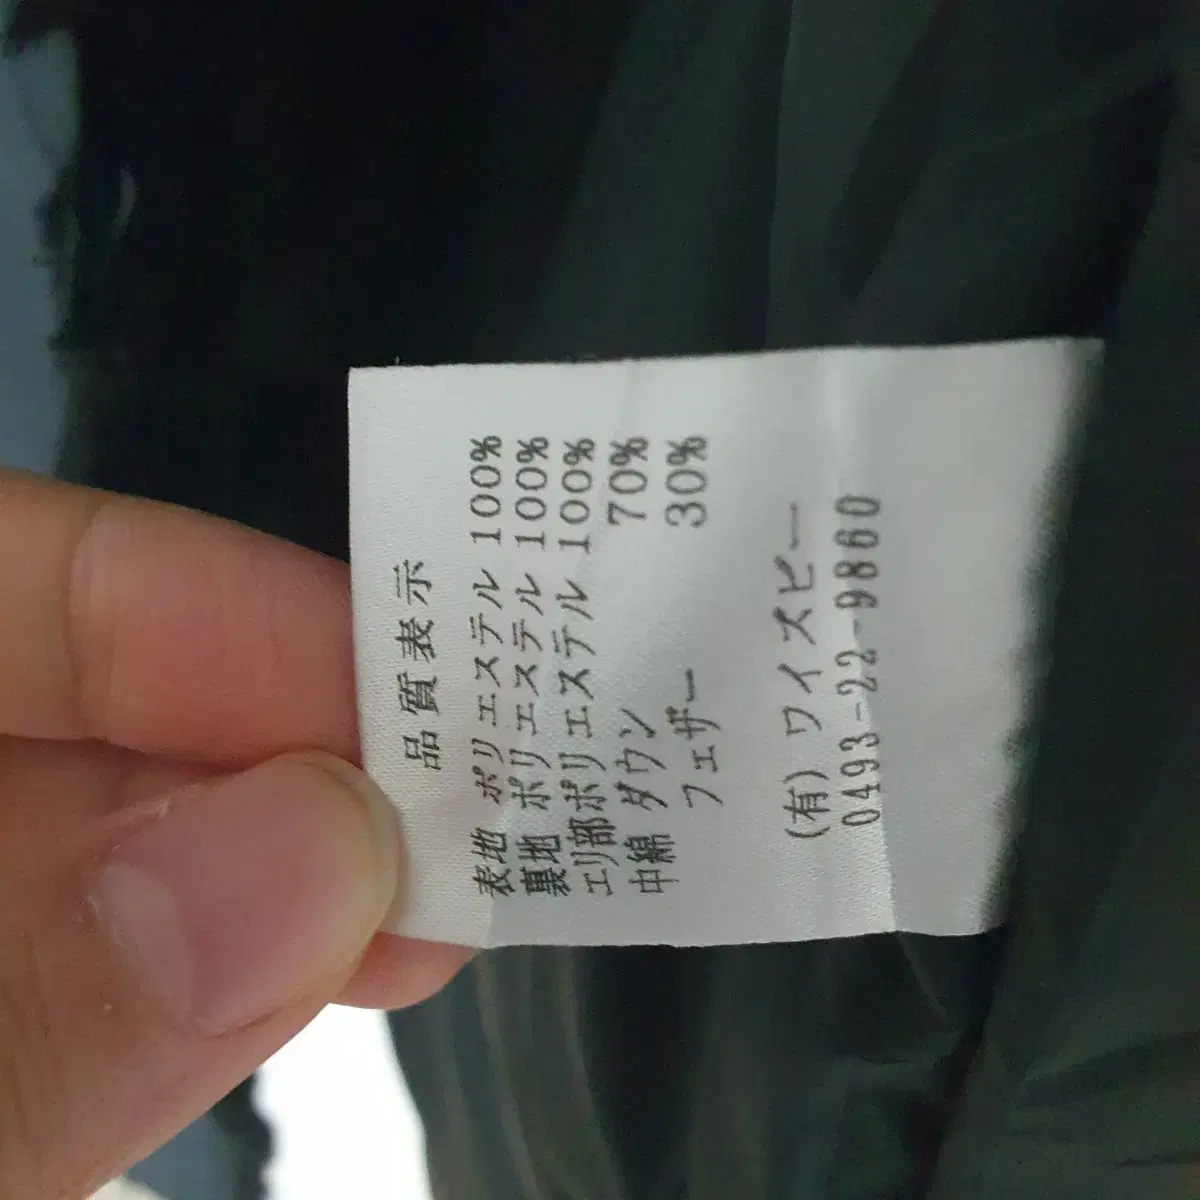 品質表示
表地 ポリエステル 100%
裏地 ポリエステル 100%
エリ部ポリエステル 100%
中綿 ダウン 70%
フェザー 30%
(有) ワイズビー
0493-22-9860